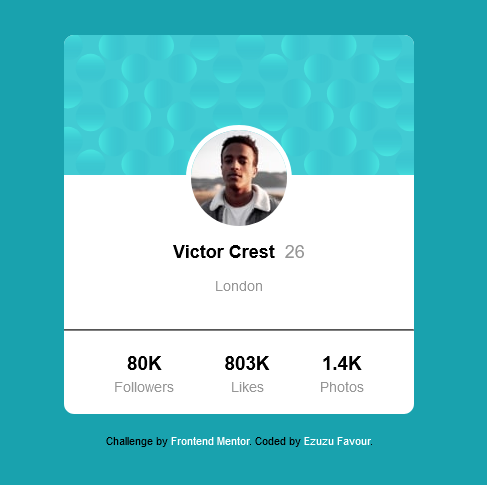 Victor Crest 26
London
80K 803K 1.4K
Followers Likes Photos
Challenge by Frontend Mentor. Coded by Ezuzu Favour.